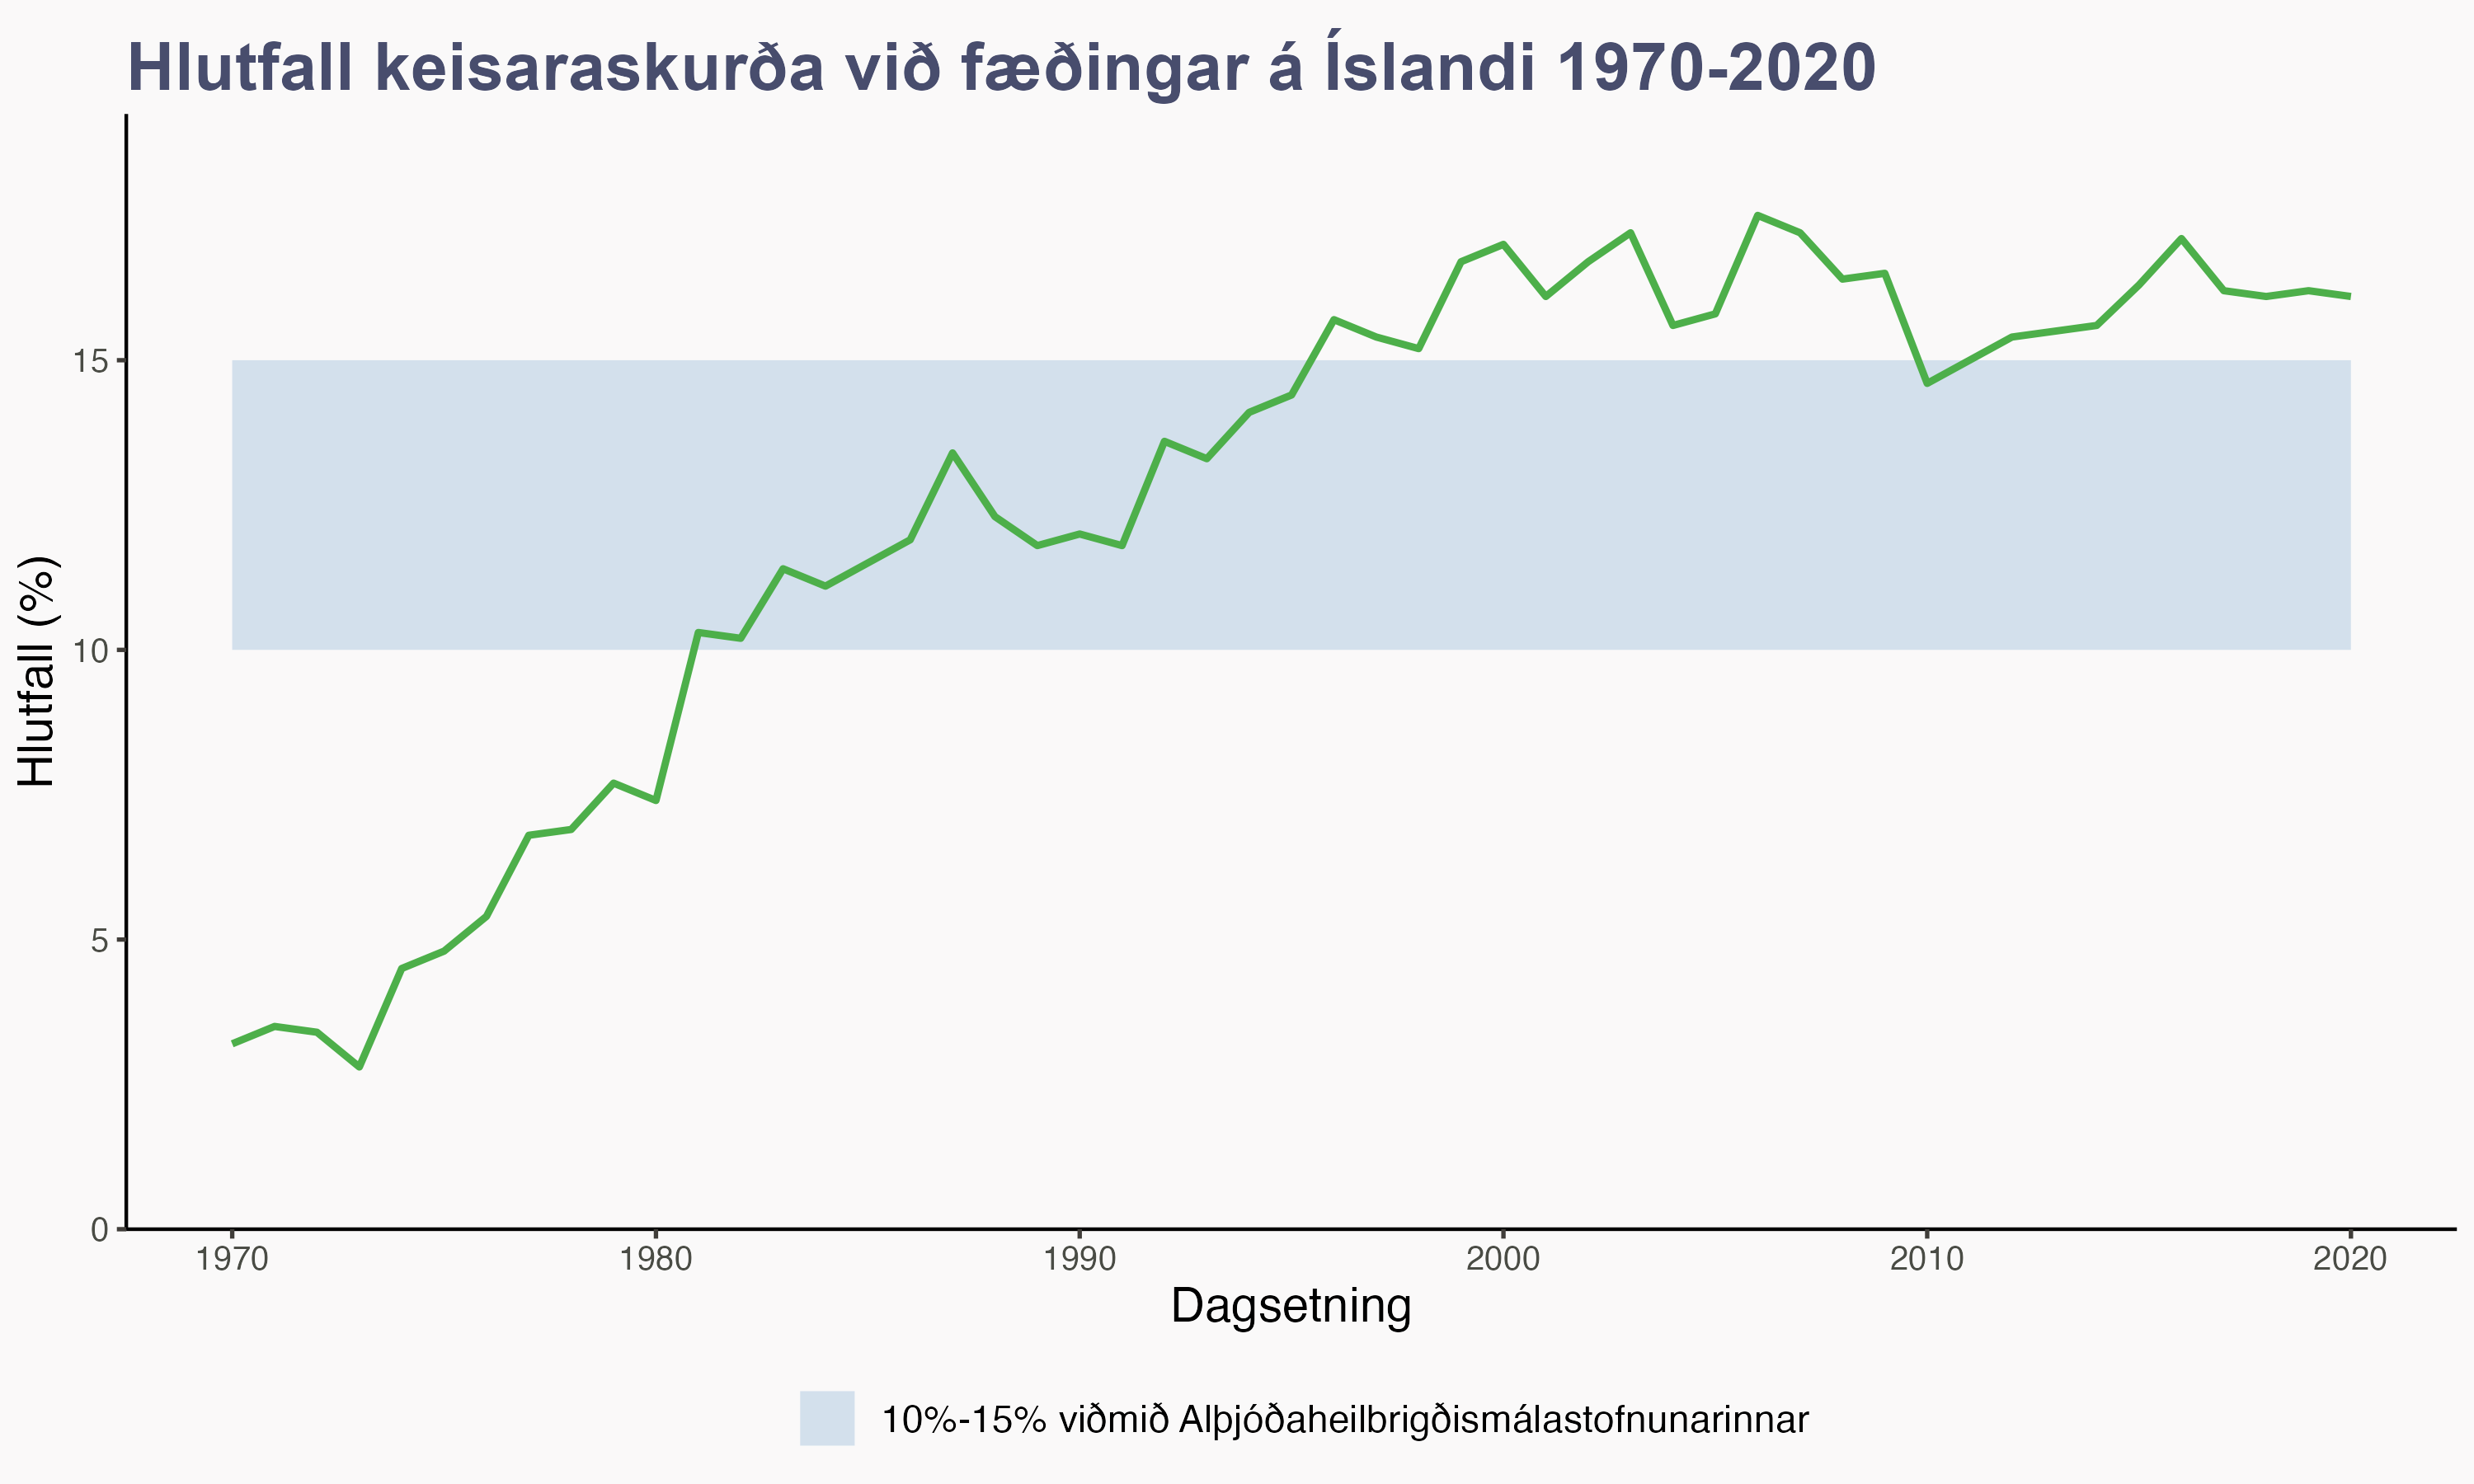 Hlutfall keisaraskurða við fæðingar á Íslandi 1970-2020
Hlutfall (%)
15
10
5
0
1970 1980 1990 2000 2010 2020
Dagsetning
10%-15% viðmið Alþjóðaheilbrigðismálastofnunarinnar